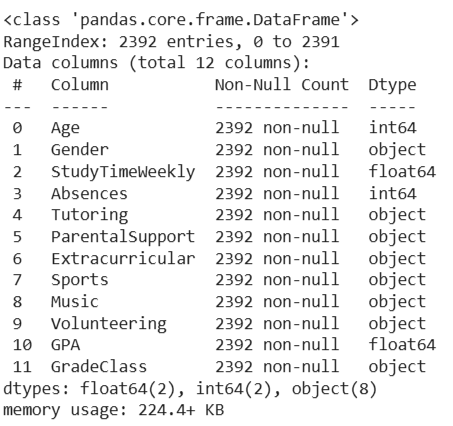 <class 'pandas.core.frame.DataFrame'>
RangeIndex: 2392 entries, 0 to 2391
Data columns (total 12 columns):
 #   Column            Non-Null Count  Dtype
---  ------            --------------  -----
 0   Age               2392 non-null   int64
 1   Gender            2392 non-null   object
 2   StudyTimeWeekly   2392 non-null   float64
 3   Absences          2392 non-null   int64
 4   Tutoring          2392 non-null   object
 5   ParentalSupport   2392 non-null   object
 6   Extracurricular   2392 non-null   object
 7   Sports            2392 non-null   object
 8   Music             2392 non-null   object
 9   Volunteering      2392 non-null   object
 10  GPA               2392 non-null   float64
 11  GradeClass        2392 non-null   object
dtypes: float64(2), int64(2), object(8)
memory usage: 224.4+ KB